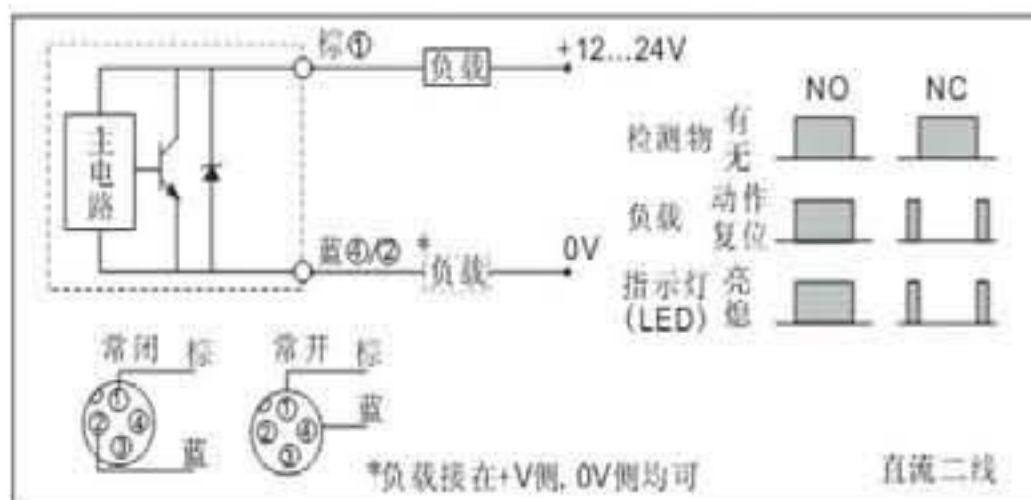 棕① 负载 +12...24V
NO NC
检测物 有
无
主电路
负载 动作
复位
蓝④/② * 负载 0V
指示灯 亮
(LED) 熄
常闭 棕
① ② ④ ③
蓝
常开 棕
① ② ④ ③
蓝
*负载接在+V侧, 0V侧均可
直流二线